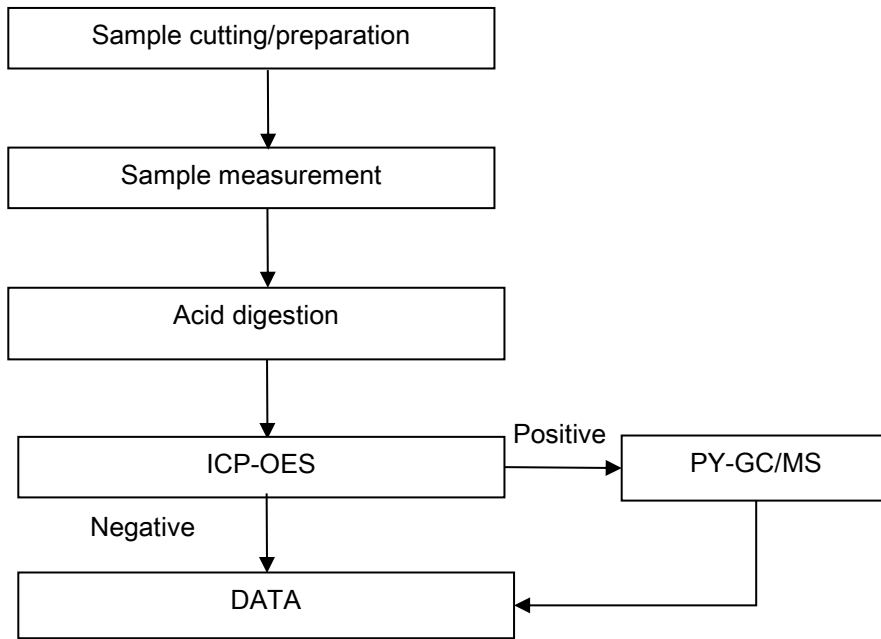 Sample cutting/preparation
Sample measurement
Acid digestion
ICP-OES
Positive
PY-GC/MS
Negative
DATA